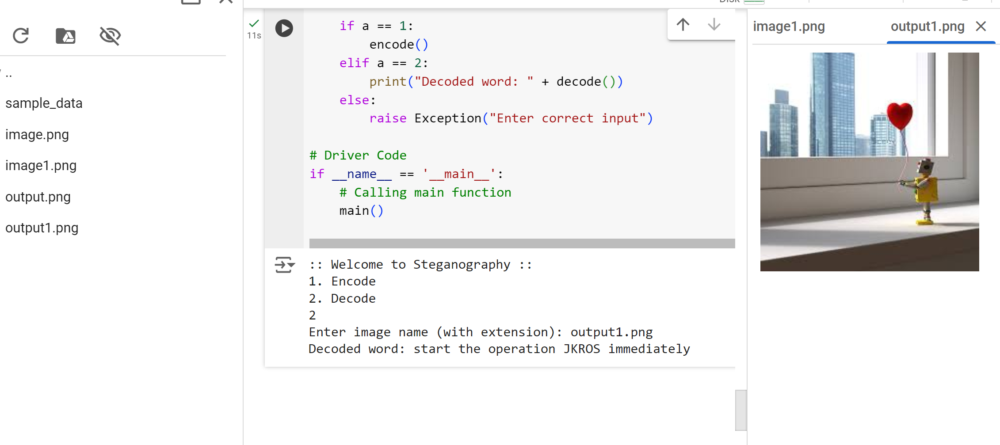 Disk
..
sample_data
image.png
image1.png
output.png
output1.png
11s
if a == 1:
encode()
elif a == 2:
print("Decoded word: " + decode())
else:
raise Exception("Enter correct input")
# Driver Code
if __name__ == '__main__':
# Calling main function
main()
:: Welcome to Steganography ::
1. Encode
2. Decode
2
Enter image name (with extension): output1.png
Decoded word: start the operation JKROS immediately
image1.png
output1.png